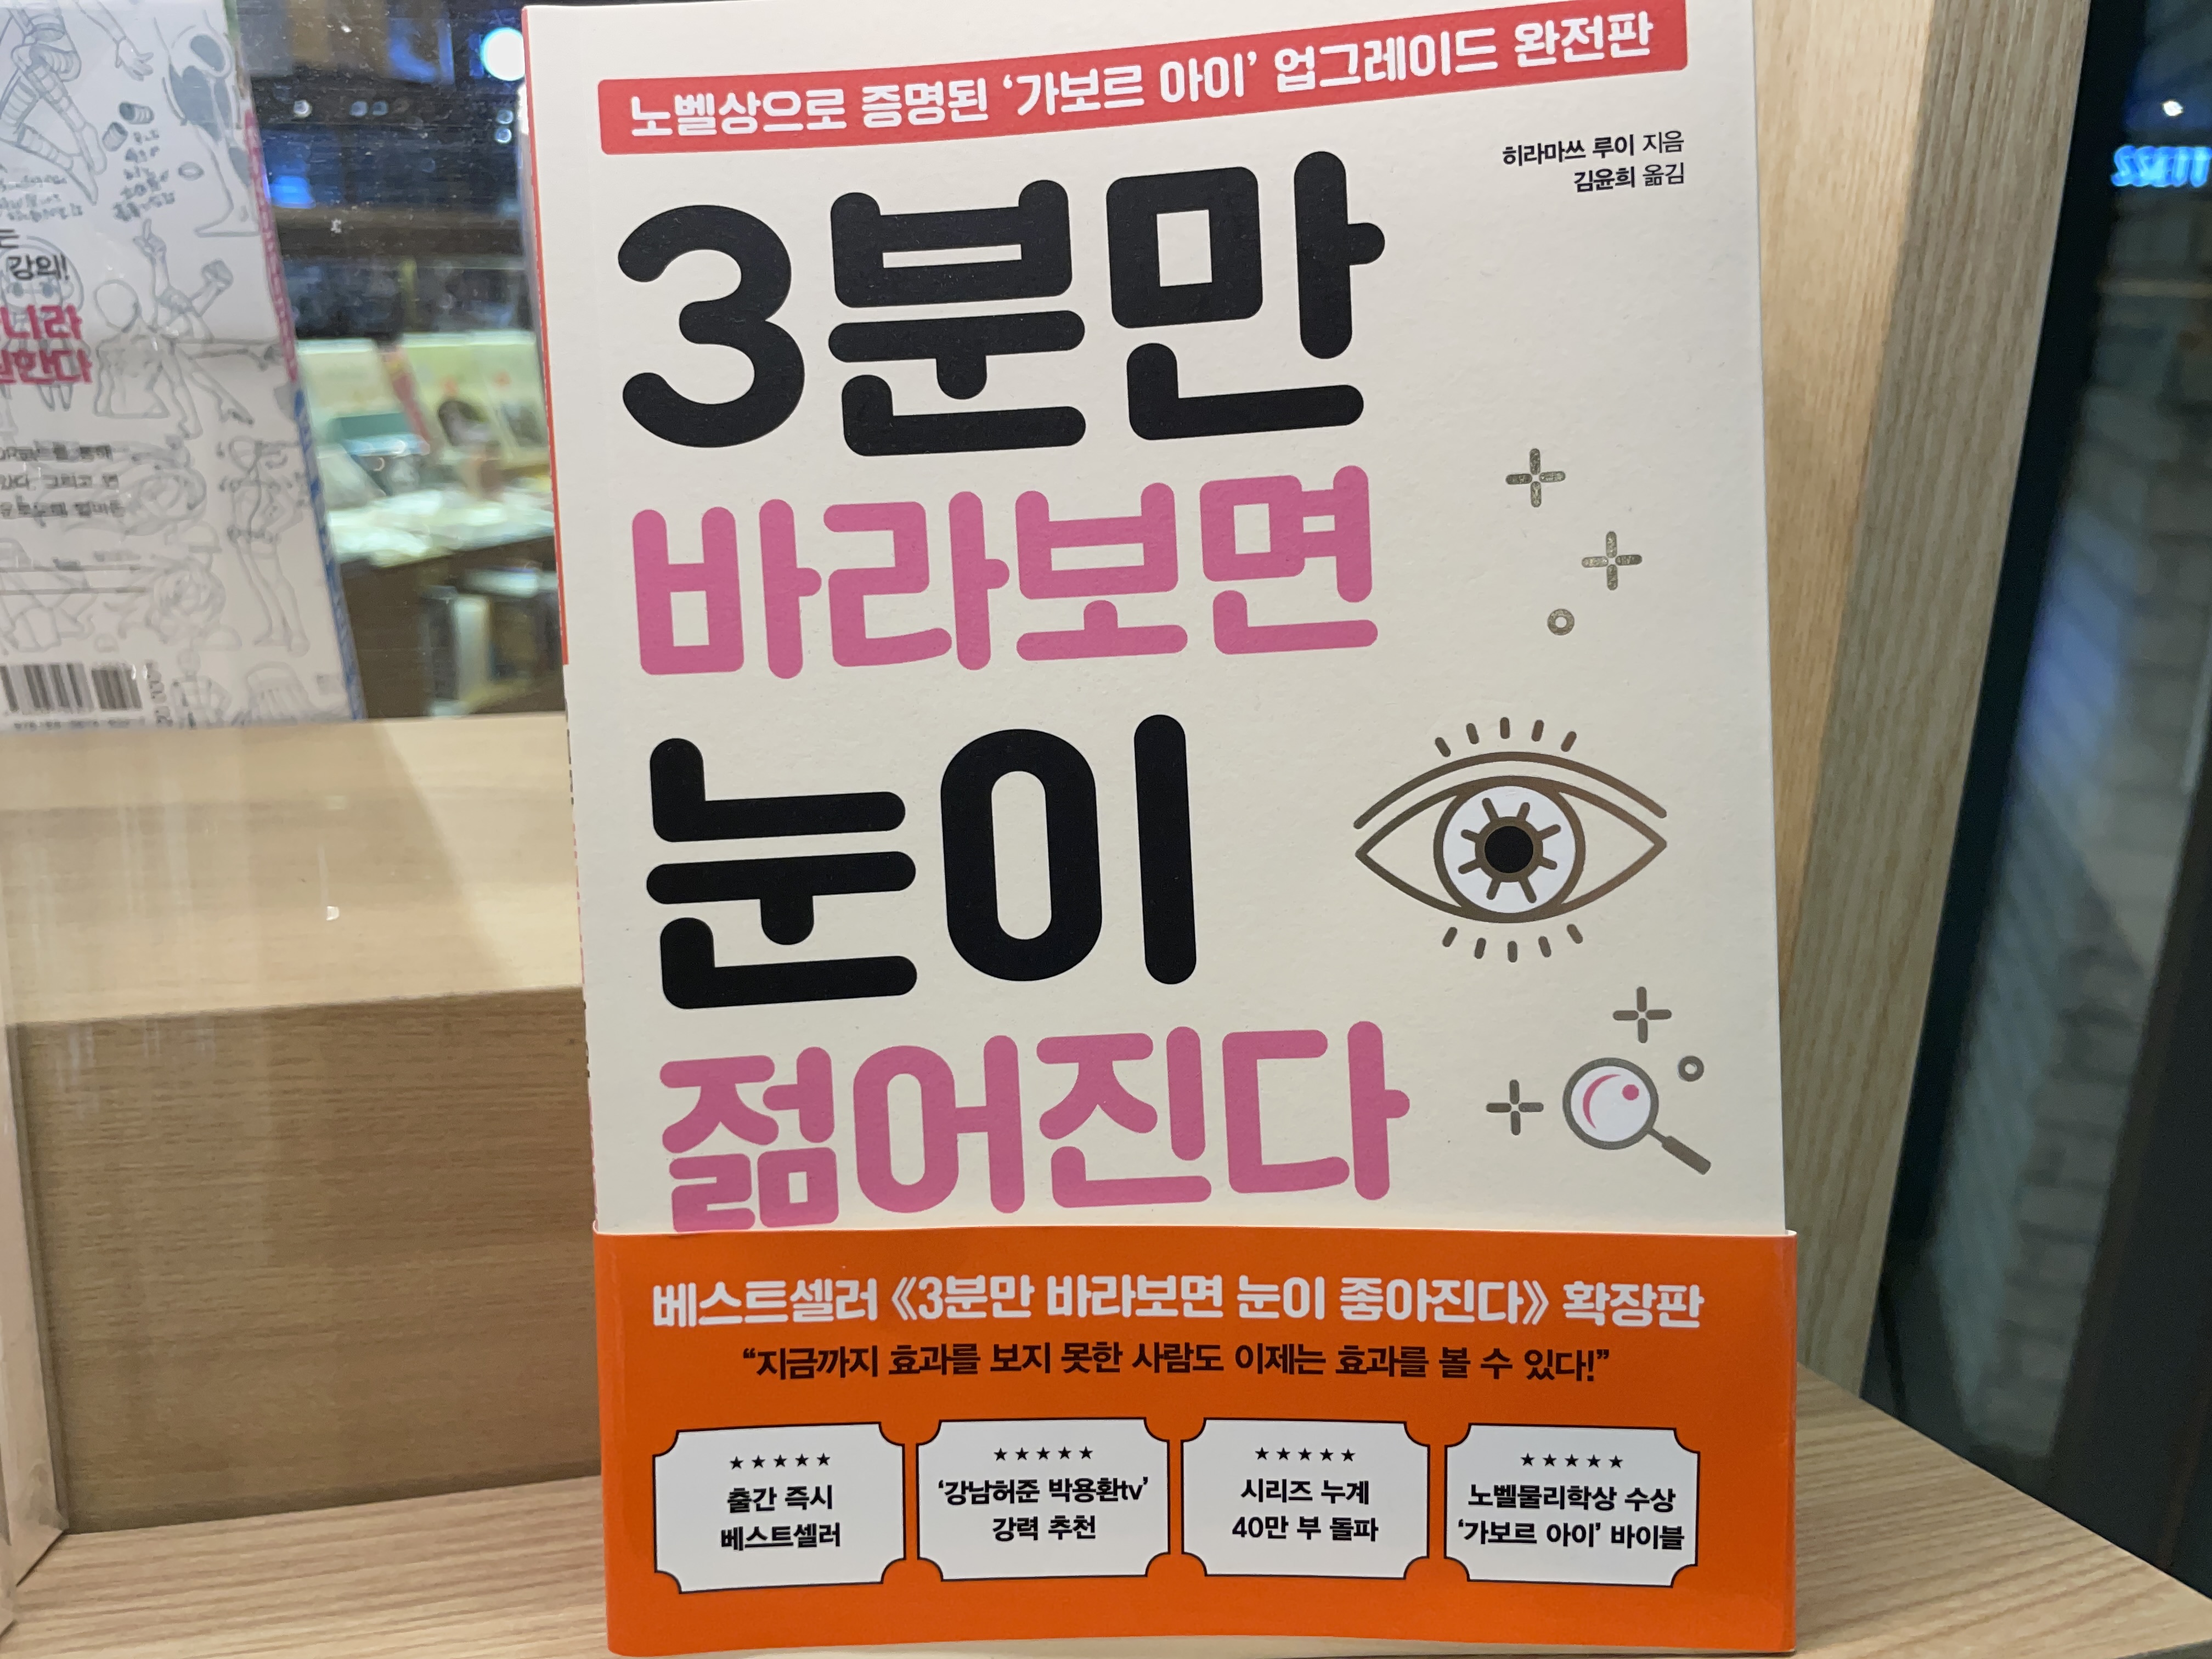 노벨상으로 증명된 '가보르 아이' 업그레이드 완전판
히라마쓰 루이 지음
김윤희 옮김
3분만
바라보면
눈이
젊어진다
베스트셀러 《3분만 바라보면 눈이 좋아진다》 확장판
“지금까지 효과를 보지 못한 사람도 이제는 효과를 볼 수 있다!”
★★★★★
출간 즉시
베스트셀러
★★★★★
'강남허준 박용환tv'
강력 추천
★★★★★
시리즈 누계
40만 부 돌파
★★★★★
노벨물리학상 수상
'가보르 아이' 바이블
강의!
니라
한다